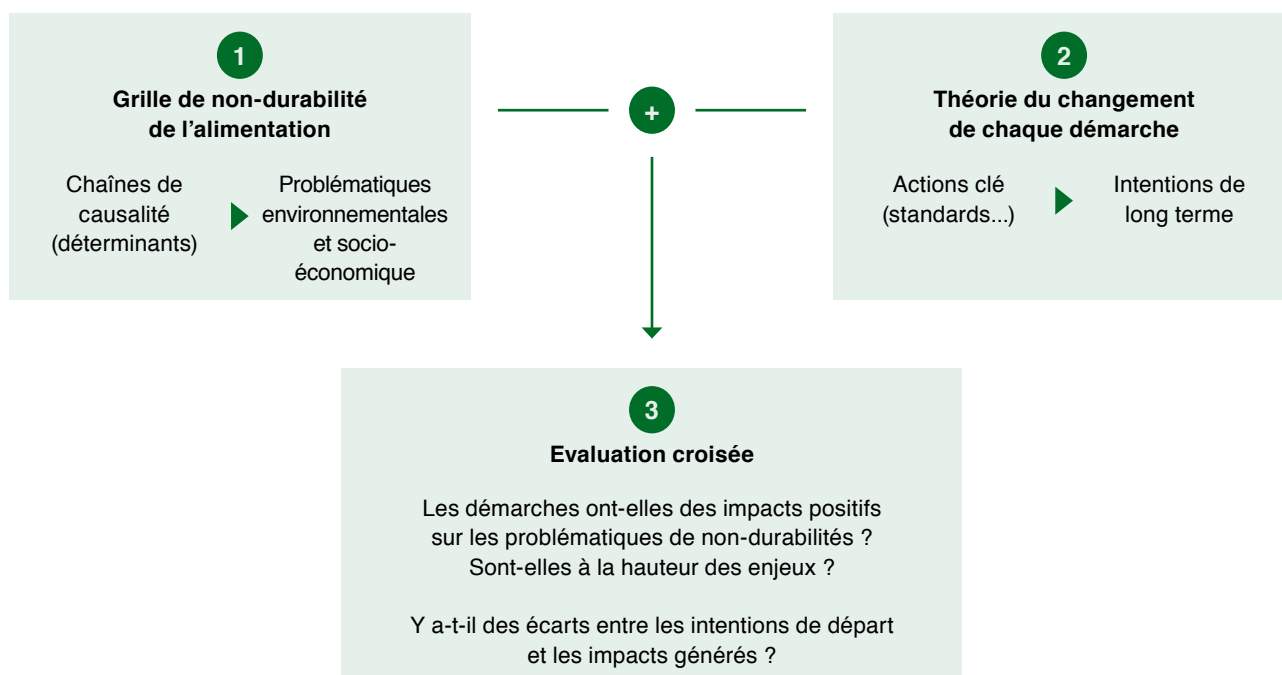 1
Grille de non-durabilité
de l'alimentation
Chaînes de
causalité
(déterminants)
Problématiques
environnementales
et socio-
économique
+
2
Théorie du changement
de chaque démarche
Actions clé
(standards...)
Intentions de
long terme
3
Evaluation croisée
Les démarches ont-elles des impacts positifs
sur les problématiques de non-durabilités ?
Sont-elles à la hauteur des enjeux ?
Y a-t-il des écarts entre les intentions de départ
et les impacts générés ?